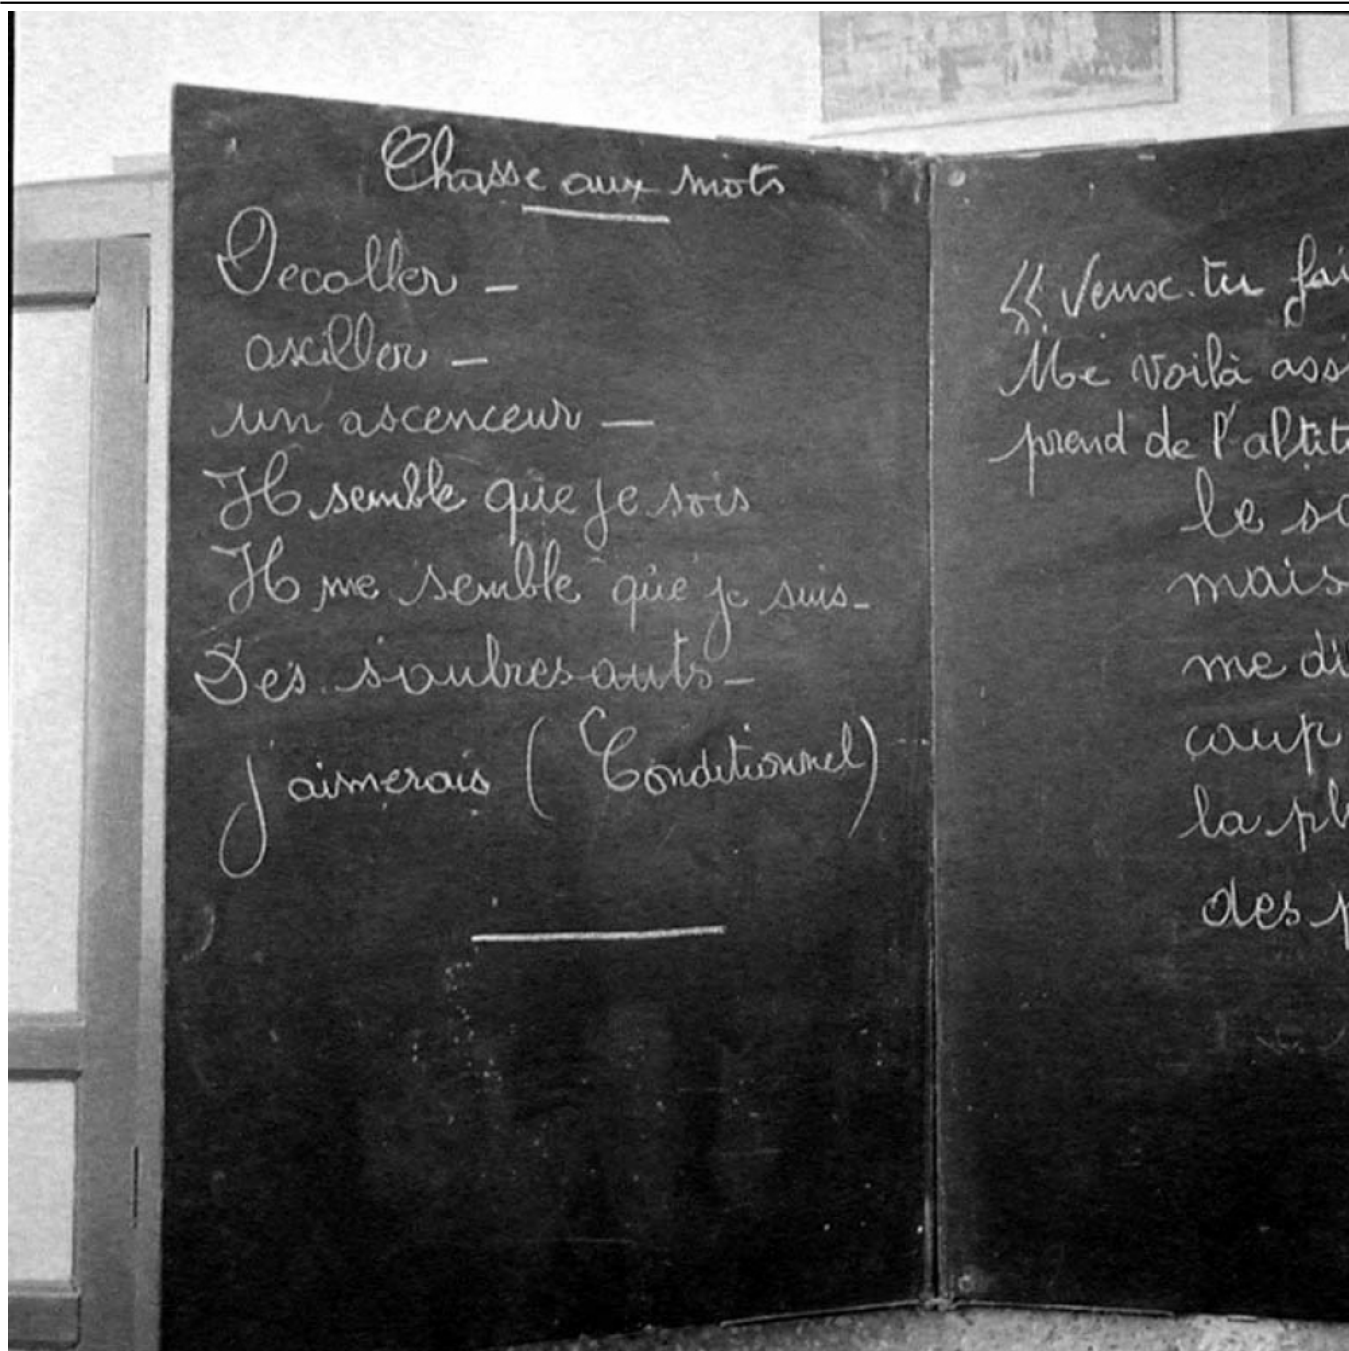 Chasse aux mots
Decoller –
osciller –
un ascenceur –
Il semble que je sois
Il me semble que je suis –
Des soubresauts –
j'aimerais (Conditionnel)
« Veux-tu fai
Me voilà ass
prend de l'altit
le so
mais
me di
coup
la pl
des p